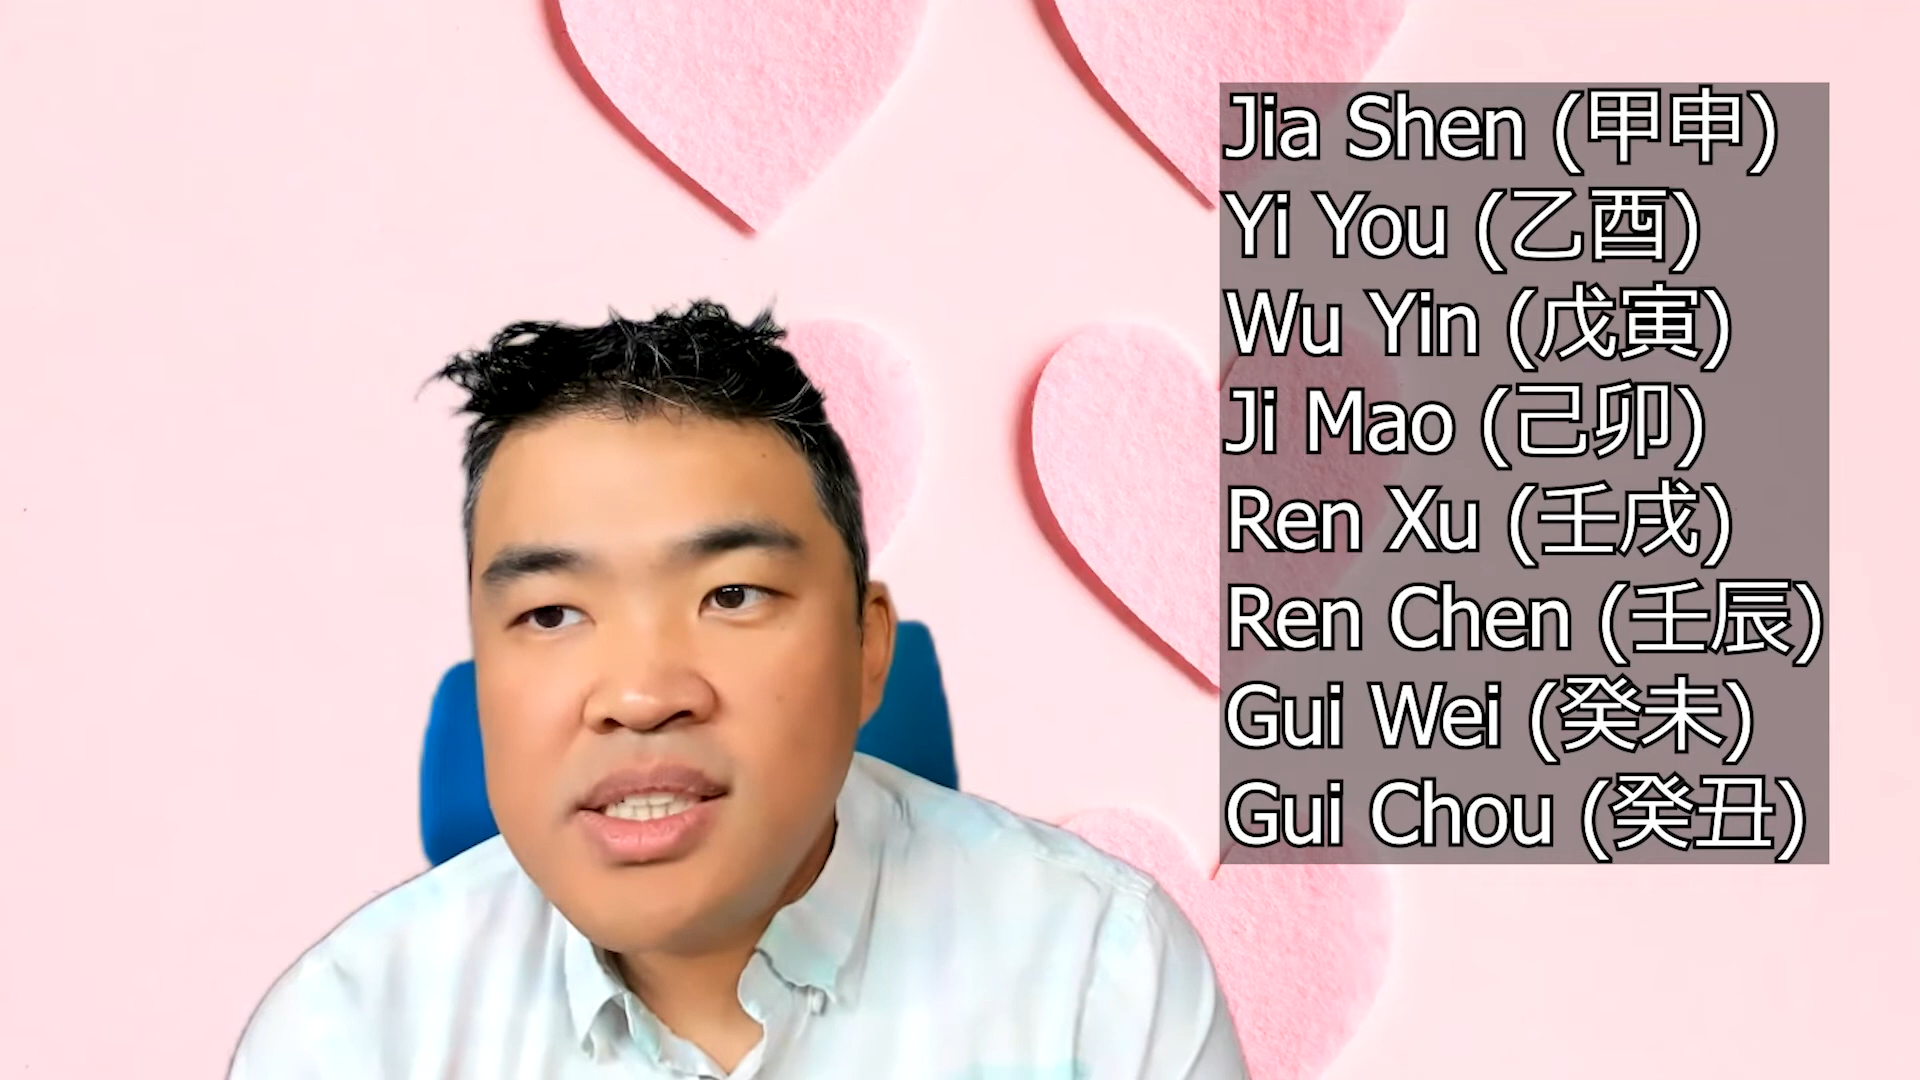 Jia Shen (甲申)
Yi You (乙酉)
Wu Yin (戊寅)
Ji Mao (己卯)
Ren Xu (壬戌)
Ren Chen (壬辰)
Gui Wei (癸未)
Gui Chou (癸丑)